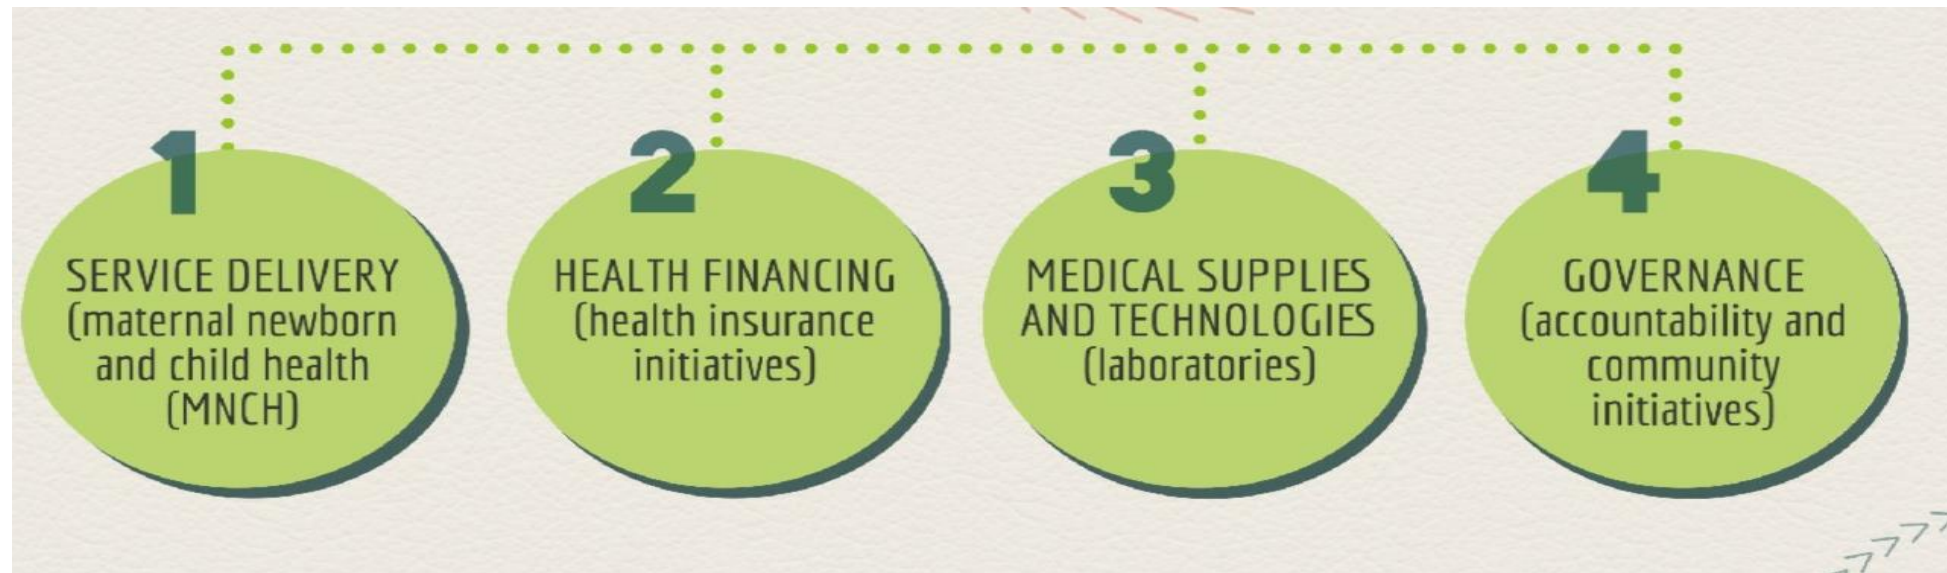 1
SERVICE DELIVERY
(maternal newborn
and child health
(MNCH)
2
HEALTH FINANCING
(health insurance
initiatives)
3
MEDICAL SUPPLIES
AND TECHNOLOGIES
(laboratories)
4
GOVERNANCE
(accountability and
community
initiatives)